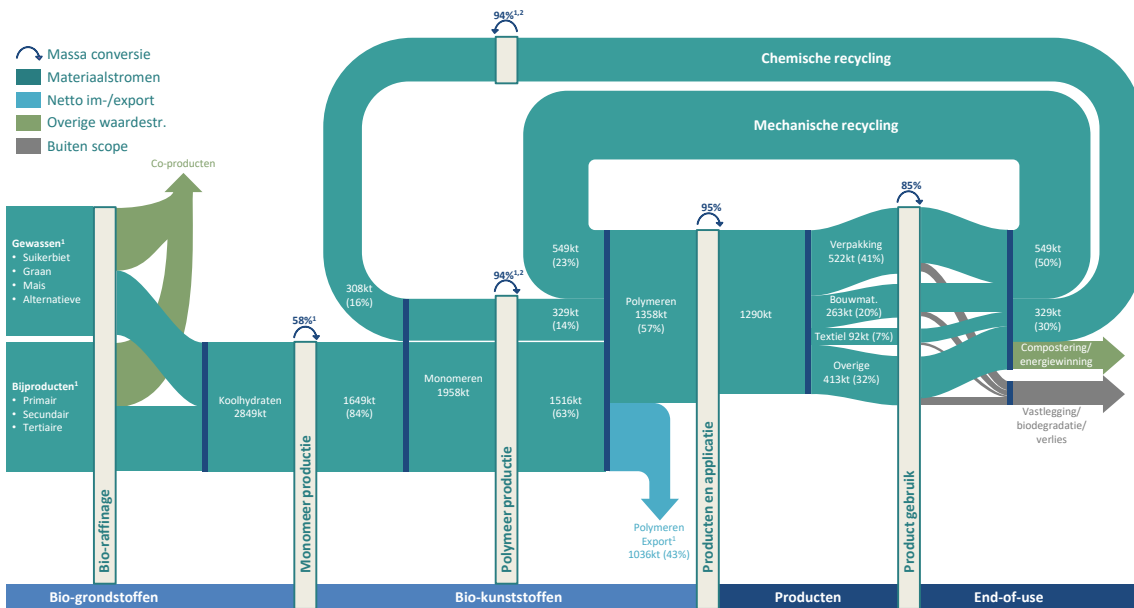 94%1,2
Massa conversie
Materiaalstromen
Netto im-/export
Overige waardestr.
Buiten scope
Chemische recycling
Mechanische recycling
Co-producten
Gewassen1
• Suikerbiet
• Graan
• Mais
• Alternatieve
Bijproducten1
• Primair
• Secundair
• Tertiaire
Bio-raffinage
Koolhydraten
2849kt
58%1
Monomeer productie
308kt
(16%)
1649kt
(84%)
Monomeren
1958kt
94%1,2
Polymeer productie
549kt
(23%)
329kt
(14%)
1516kt
(63%)
Polymeren
1358kt
(57%)
Polymeren
Export1
1036kt (43%)
95%
Producten en applicatie
1290kt
Verpakking
522kt (41%)
Bouwmat.
263kt (20%)
Textiel 92kt (7%)
Overige
413kt (32%)
85%
Product gebruik
549kt
(50%)
329kt
(30%)
Compostering/
energiewinning
Vastlegging/
biodegradatie/
verlies
Bio-grondstoffen
Bio-kunststoffen
Producten
End-of-use